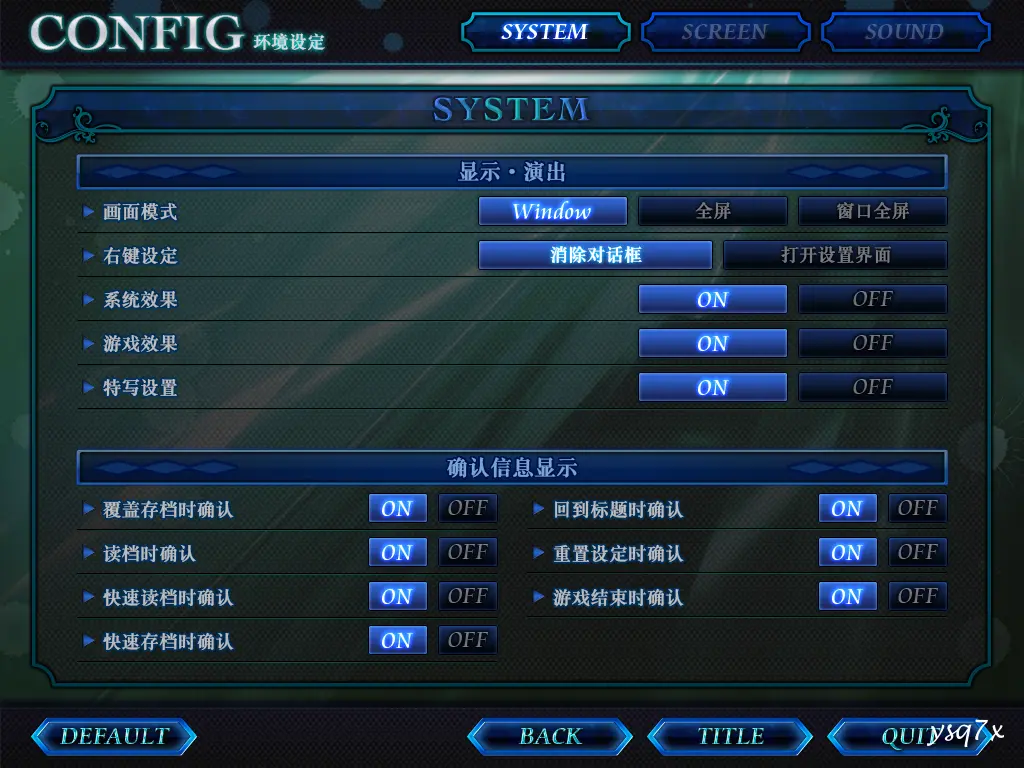 CONFIG 环境设定 SYSTEM SCREEN SOUND
SYSTEM
显示・演出
画面模式 Window 全屏 窗口全屏
右键设定 消除对话框 打开设置界面
系统效果 ON OFF
游戏效果 ON OFF
特写设置 ON OFF
确认信息显示
覆盖存档时确认 ON OFF 回到标题时确认 ON OFF
读档时确认 ON OFF 重置设定时确认 ON OFF
快速读档时确认 ON OFF 游戏结束时确认 ON OFF
快速存档时确认 ON OFF
DEFAULT BACK TITLE QUIT
ysq7x